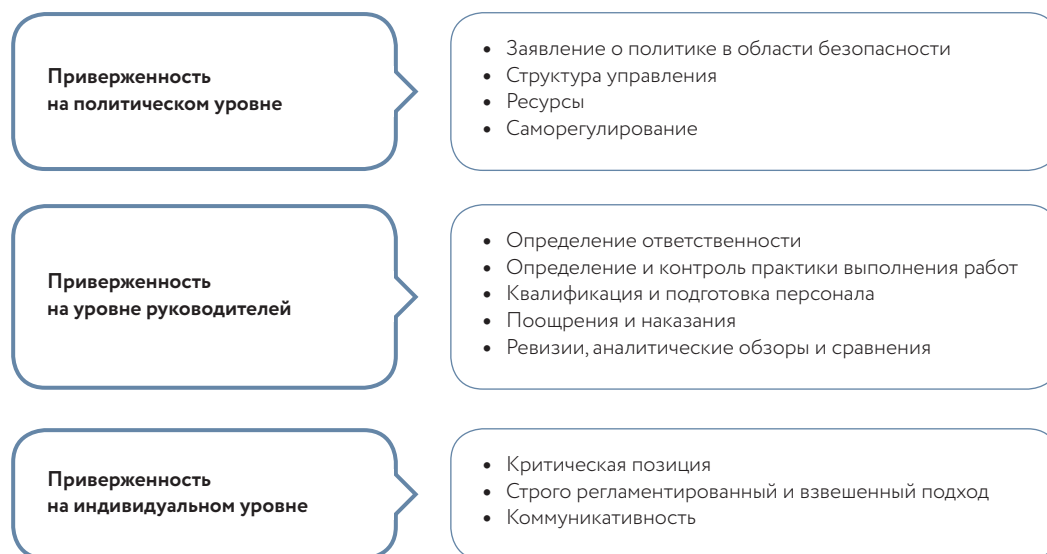 Приверженность
на политическом уровне
• Заявление о политике в области безопасности
• Структура управления
• Ресурсы
• Саморегулирование
Приверженность
на уровне руководителей
• Определение ответственности
• Определение и контроль практики выполнения работ
• Квалификация и подготовка персонала
• Поощрения и наказания
• Ревизии, аналитические обзоры и сравнения
Приверженность
на индивидуальном уровне
• Критическая позиция
• Строго регламентированный и взвешенный подход
• Коммуникативность